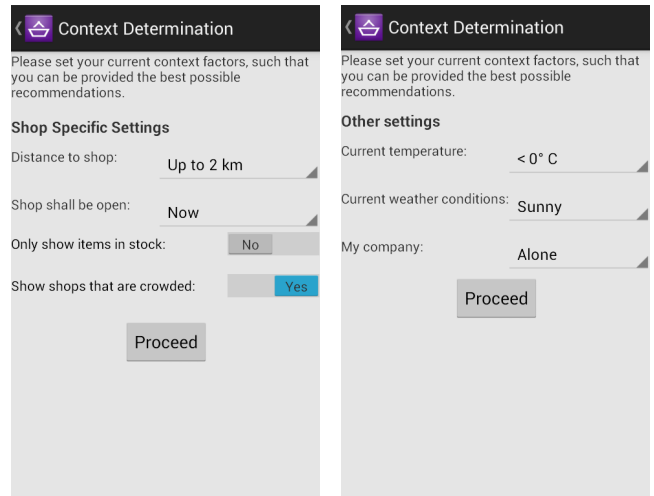 Context Determination
Please set your current context factors, such that
you can be provided the best possible
recommendations.
Shop Specific Settings
Distance to shop:
Up to 2 km
Shop shall be open:
Now
Only show items in stock:
No
Show shops that are crowded:
Yes
Proceed
Context Determination
Please set your current context factors, such that
you can be provided the best possible
recommendations.
Other settings
Current temperature:
< 0° C
Current weather conditions:
Sunny
My company:
Alone
Proceed